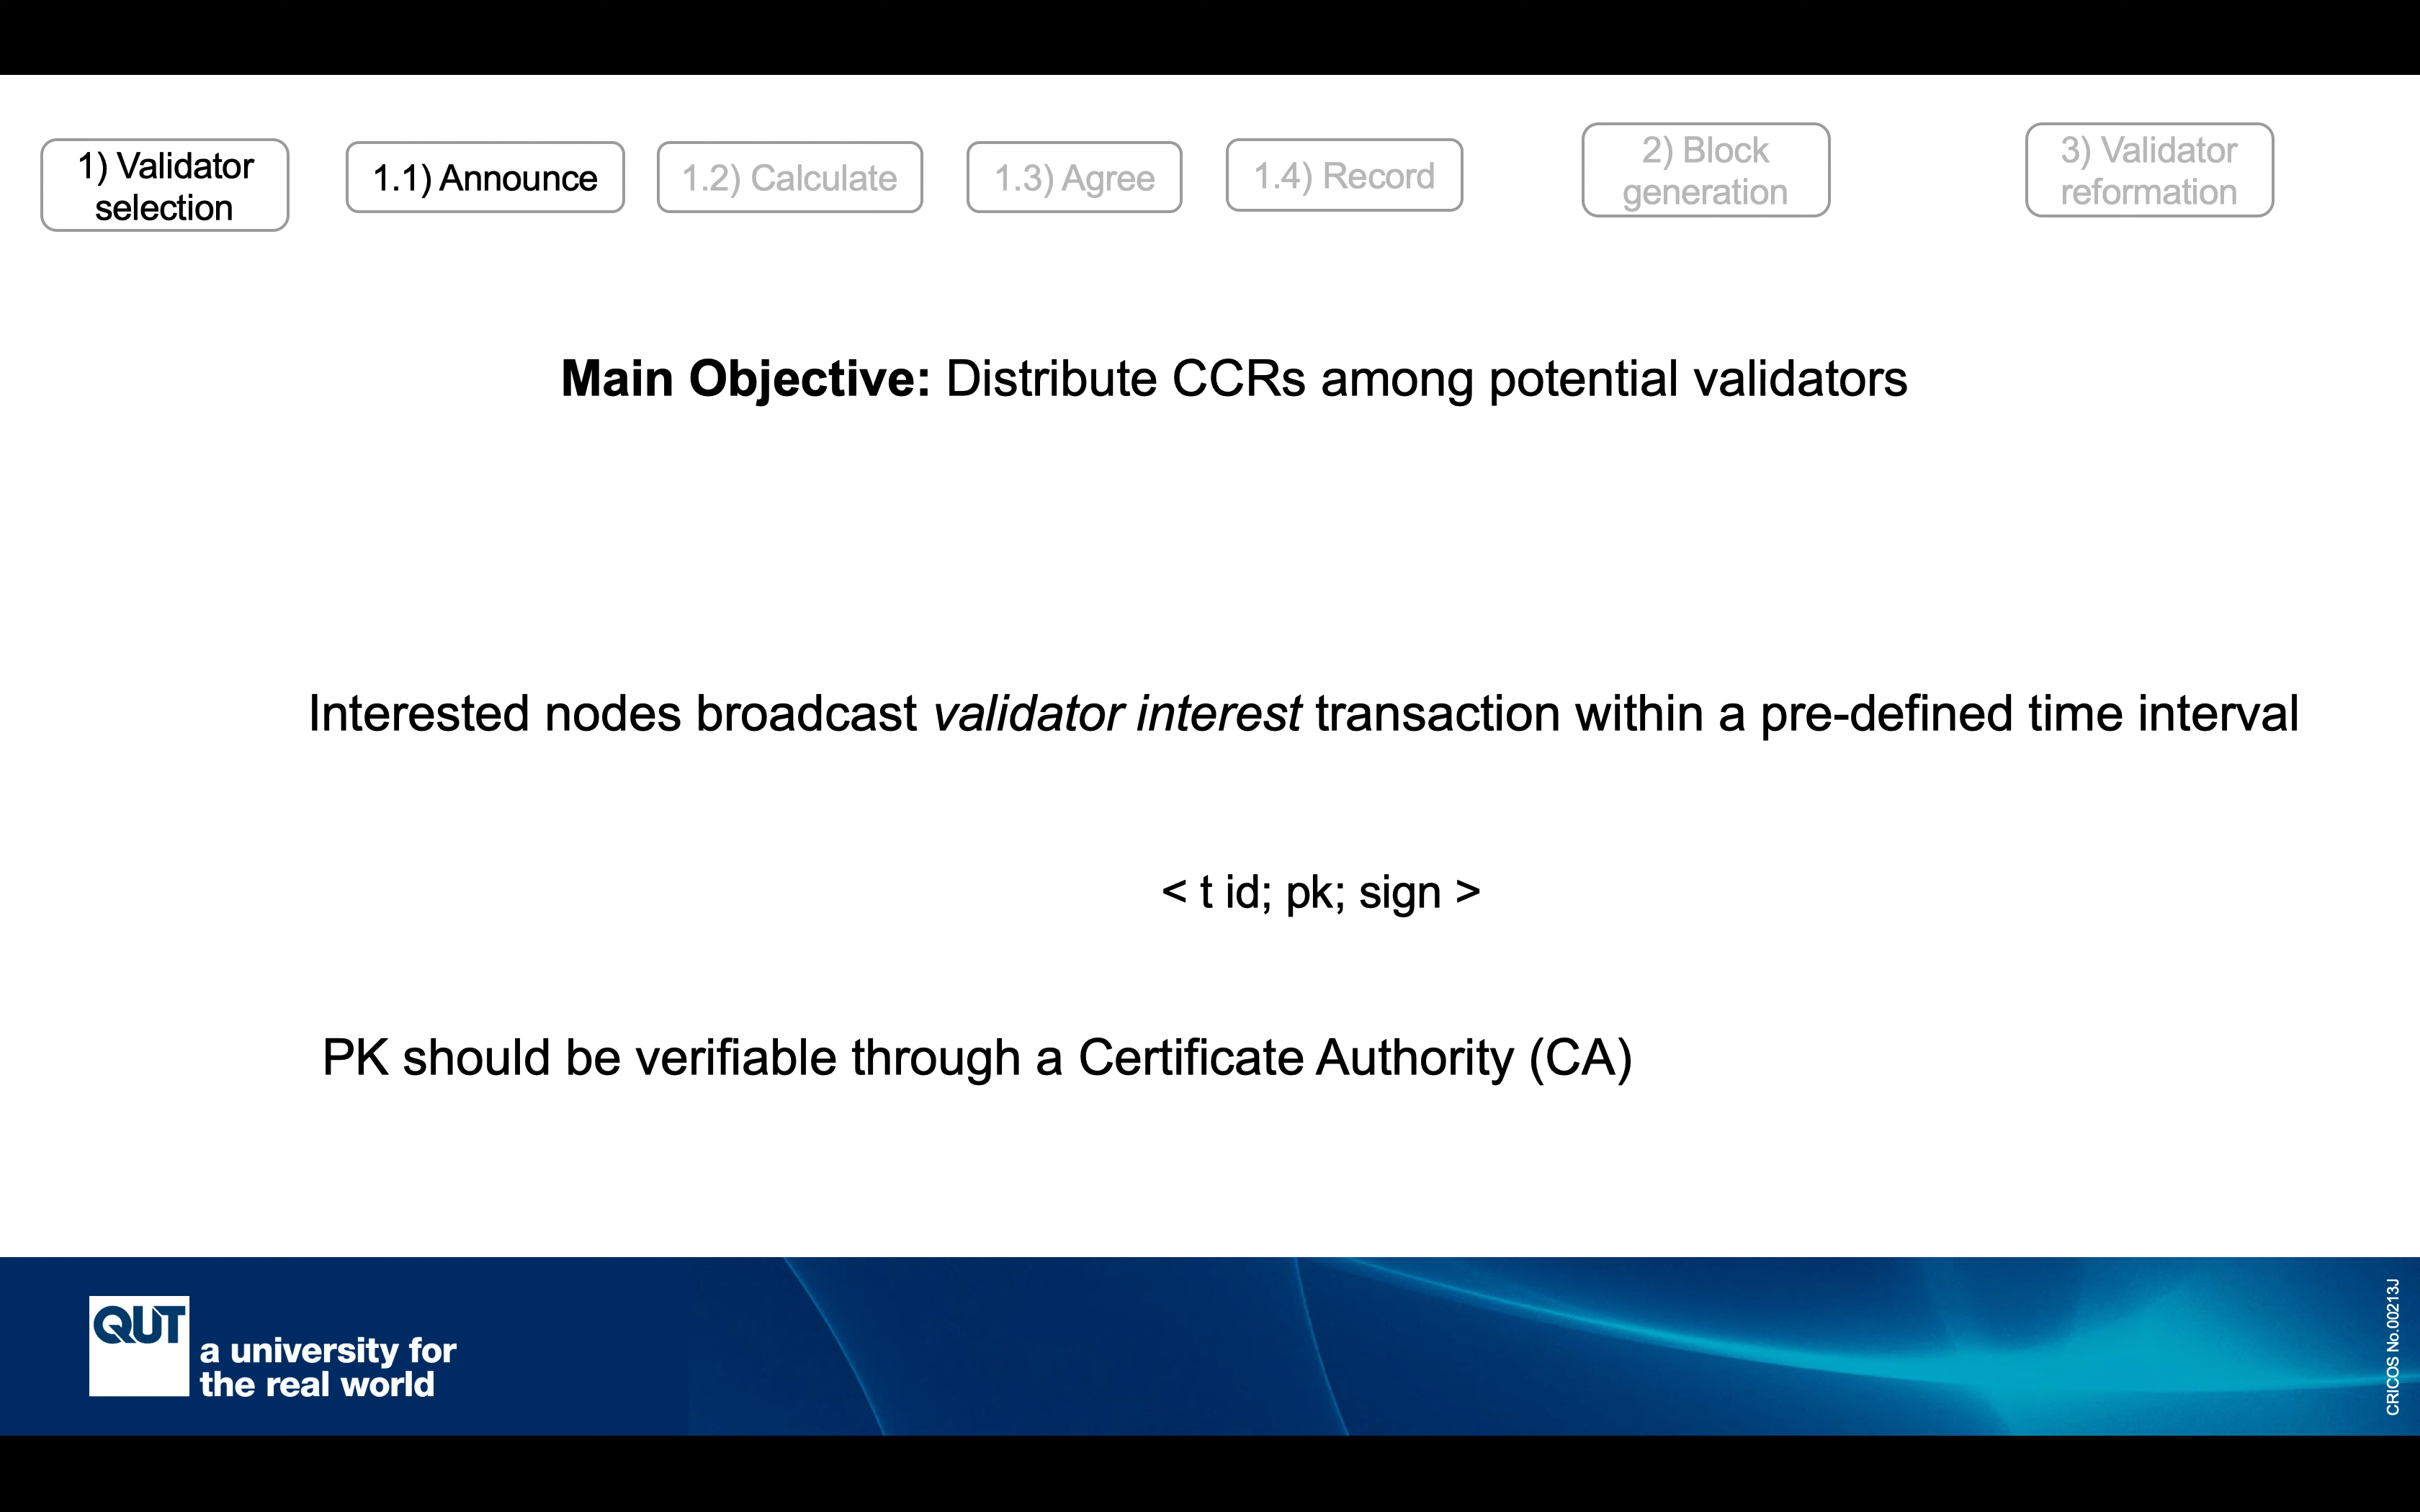 1) Validator
selection
1.1) Announce
1.2) Calculate
1.3) Agree
1.4) Record
2) Block
generation
3) Validator
reformation
Main Objective: Distribute CCRs among potential validators
Interested nodes broadcast validator interest transaction within a pre-defined time interval
< t id; pk; sign >
PK should be verifiable through a Certificate Authority (CA)
QUT
a university for
the real world
CRICOS No.00213J